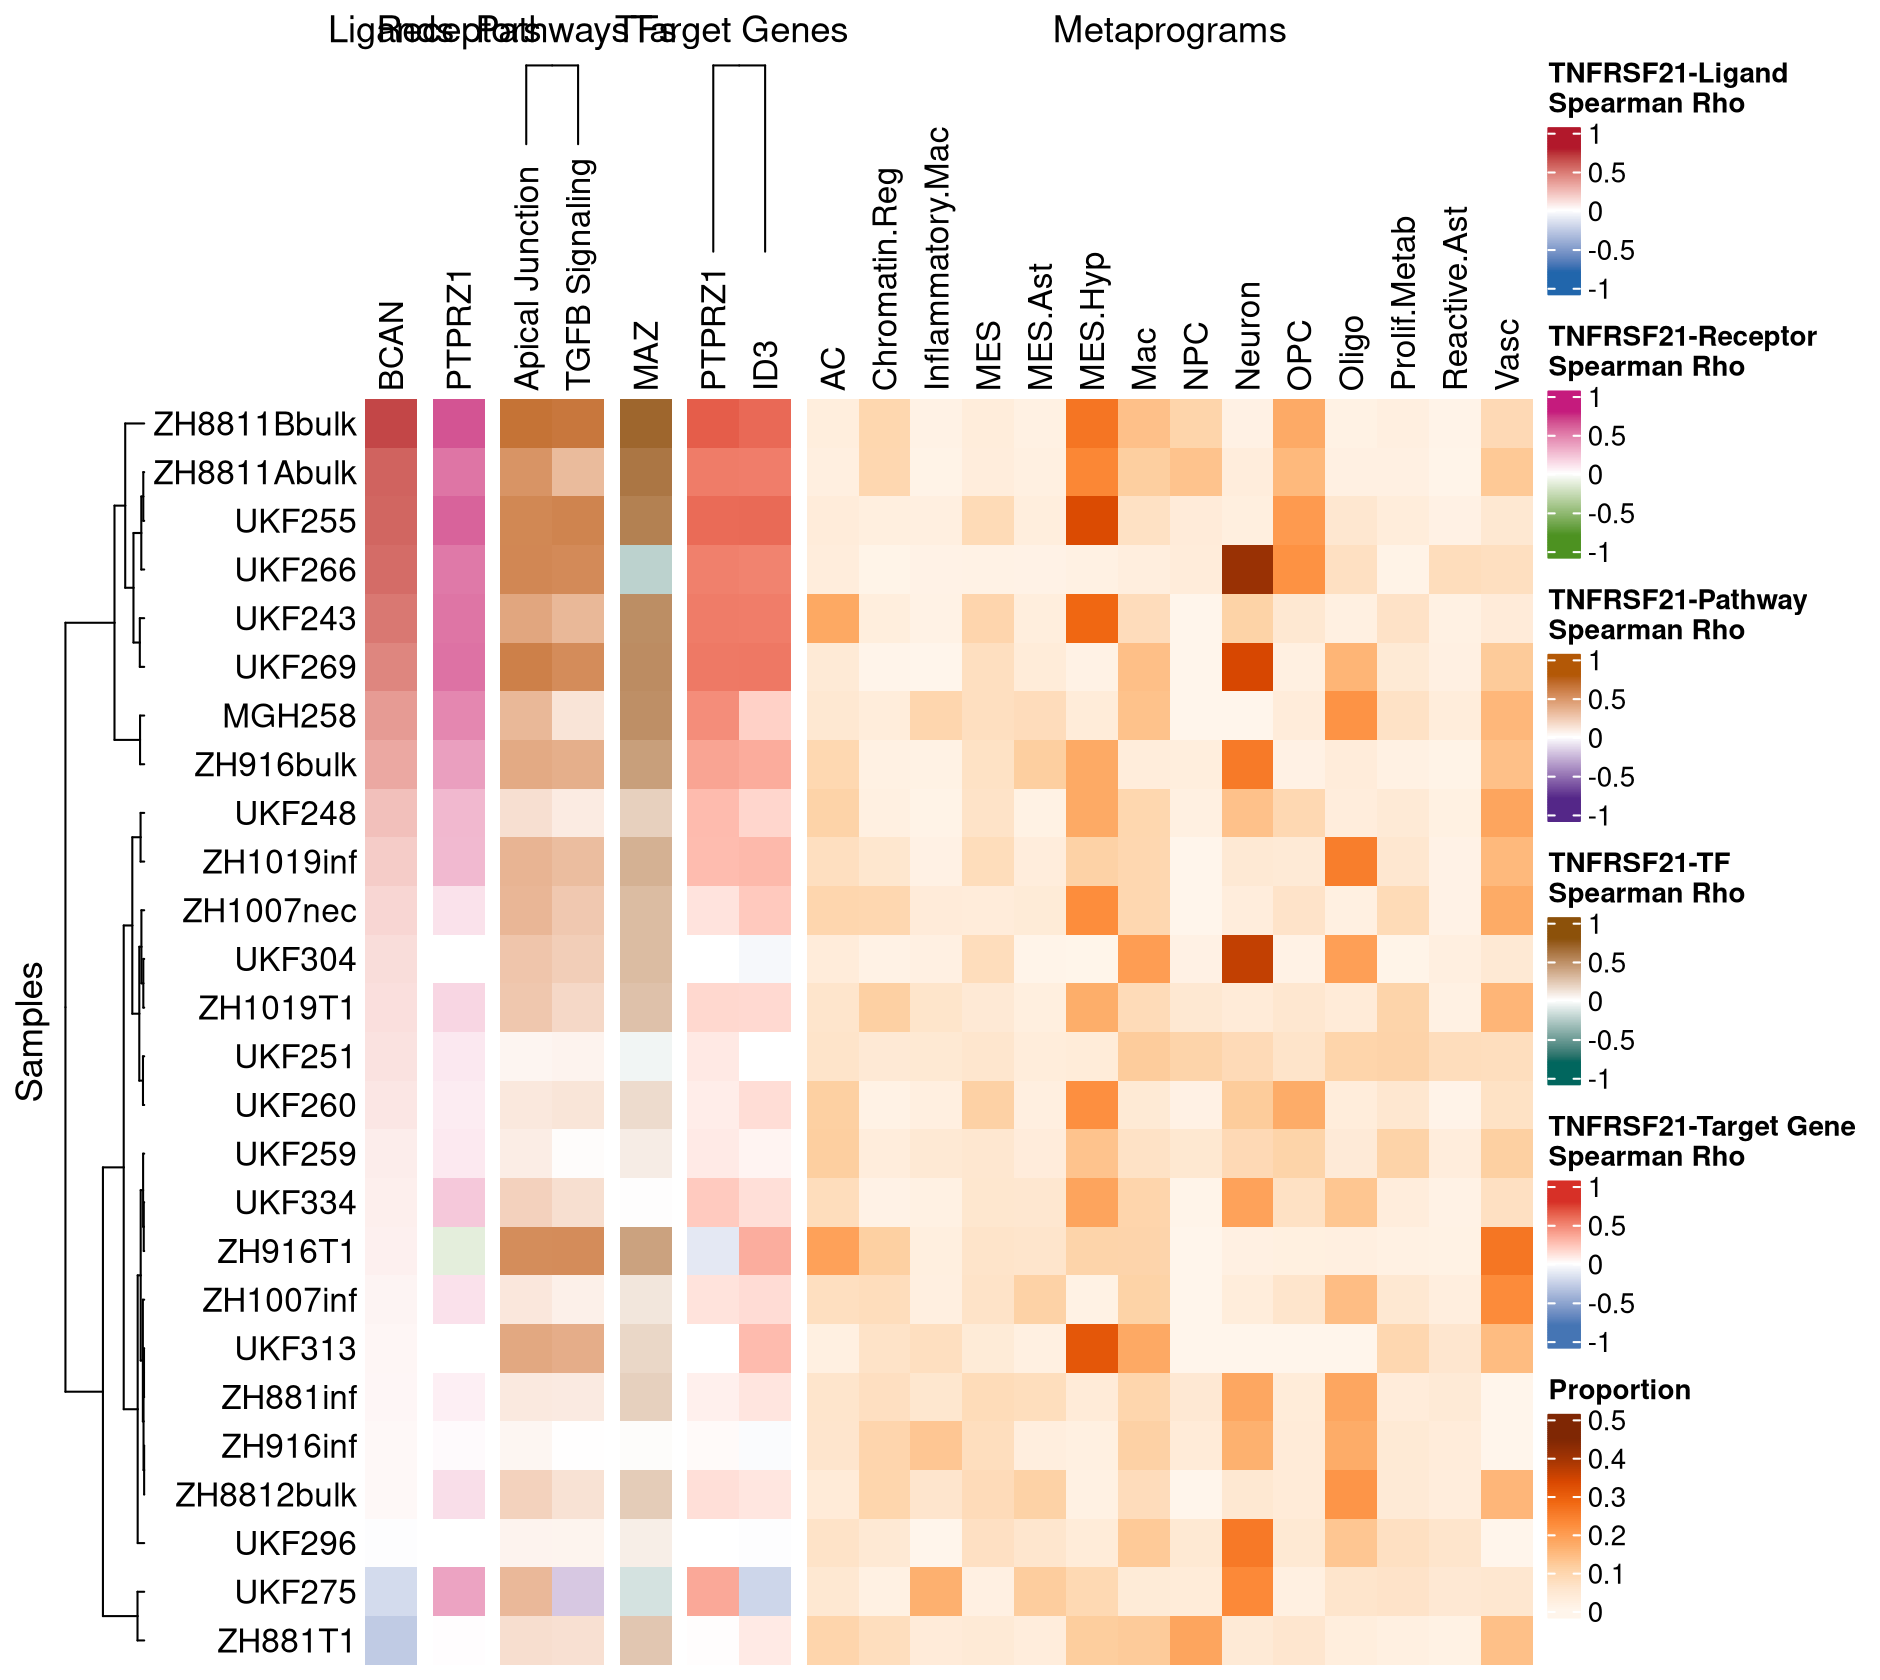 Ligands Receptors Pathways TFs Target Genes Metaprograms
BCAN
PTPRZ1
Apical Junction
TGFB Signaling
MAZ
PTPRZ1
ID3
AC
Chromatin.Reg
Inflammatory.Mac
MES
MES.Ast
MES.Hyp
Mac
NPC
Neuron
OPC
Oligo
Prolif.Metab
Reactive.Ast
Vasc
Samples
ZH8811Bbulk
ZH8811Abulk
UKF255
UKF266
UKF243
UKF269
MGH258
ZH916bulk
UKF248
ZH1019inf
ZH1007nec
UKF304
ZH1019T1
UKF251
UKF260
UKF259
UKF334
ZH916T1
ZH1007inf
UKF313
ZH881inf
ZH916inf
ZH8812bulk
UKF296
UKF275
ZH881T1
TNFRSF21-Ligand
Spearman Rho
1
0.5
0
-0.5
-1
TNFRSF21-Receptor
Spearman Rho
1
0.5
0
-0.5
-1
TNFRSF21-Pathway
Spearman Rho
1
0.5
0
-0.5
-1
TNFRSF21-TF
Spearman Rho
1
0.5
0
-0.5
-1
TNFRSF21-Target Gene
Spearman Rho
1
0.5
0
-0.5
-1
Proportion
0.5
0.4
0.3
0.2
0.1
0